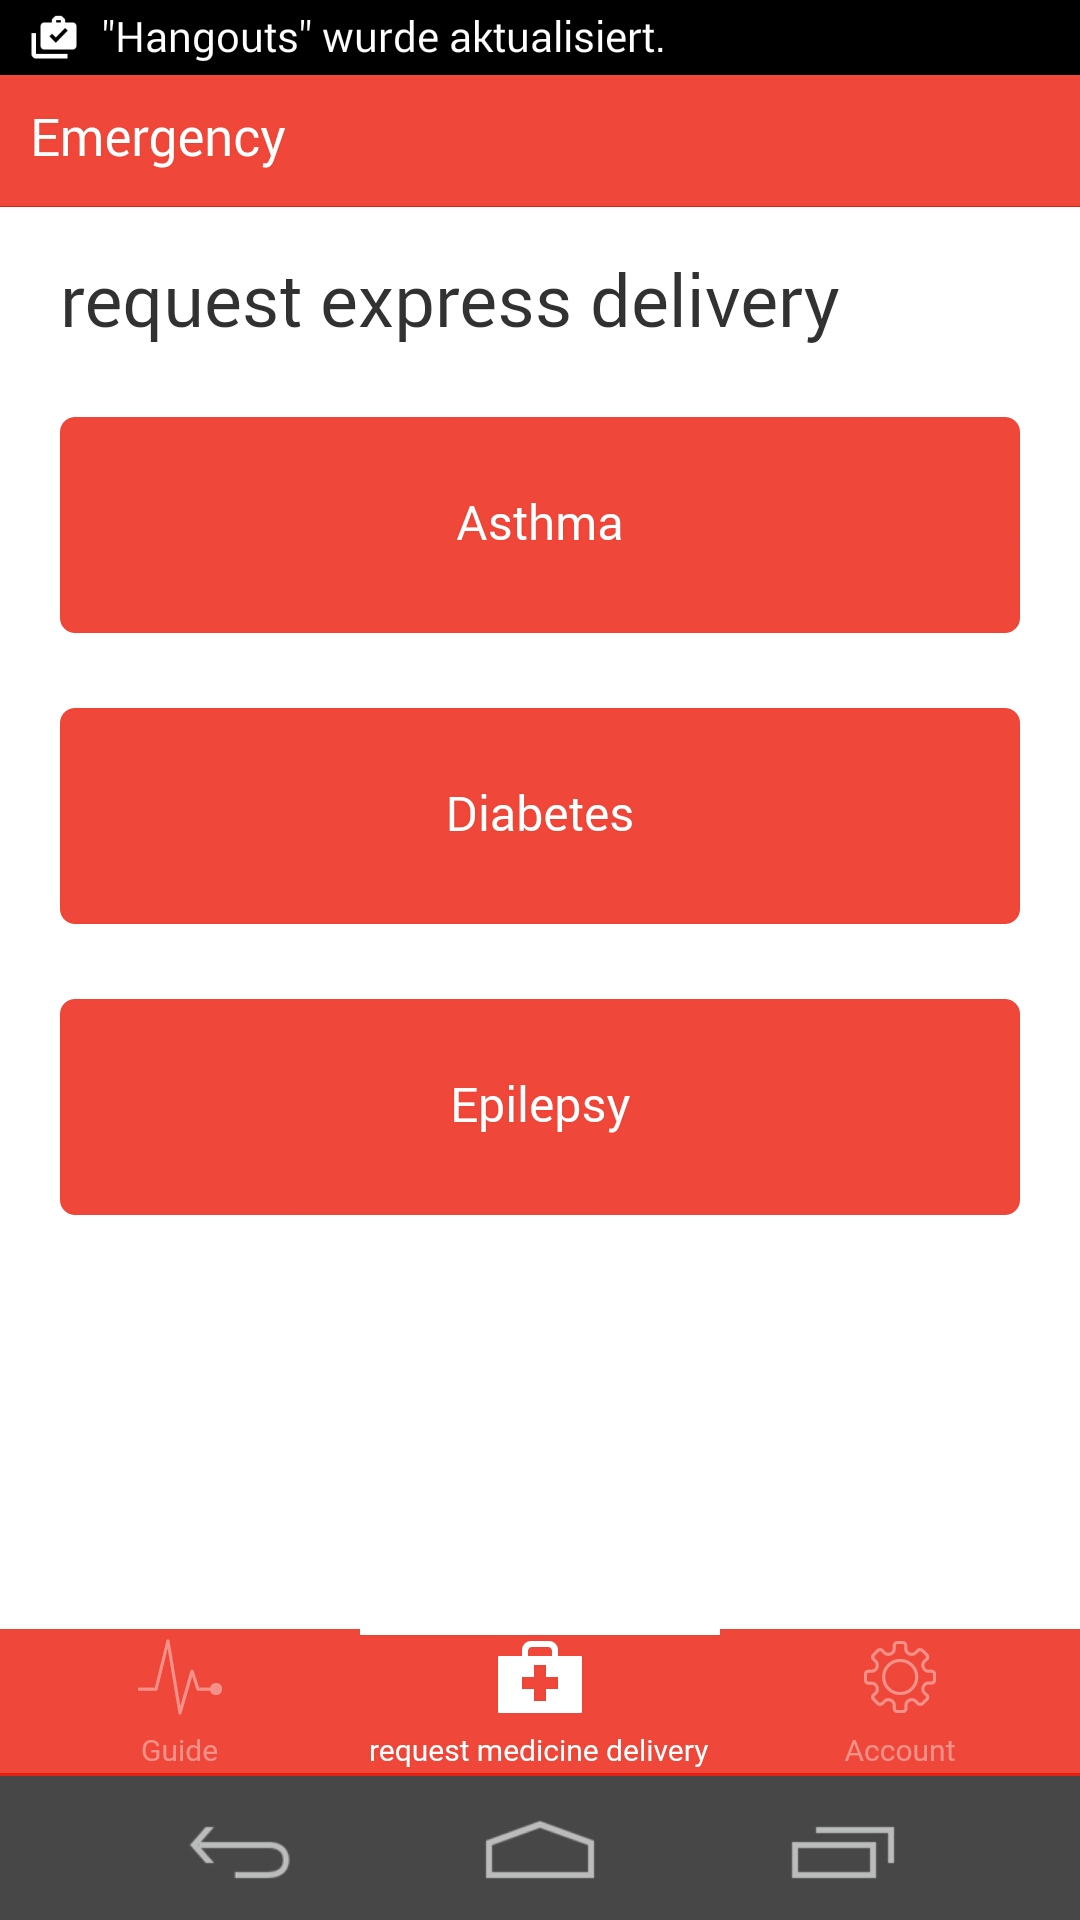 "Hangouts" wurde aktualisiert.
Emergency
request express delivery
Asthma
Diabetes
Epilepsy
Guide
request medicine delivery
Account